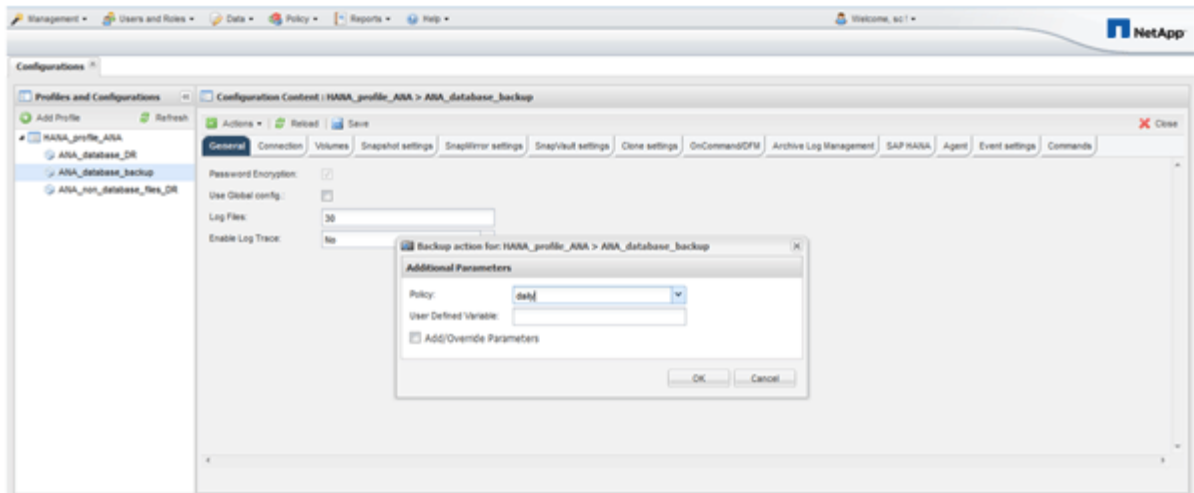 Management Users and Roles Data Policy Reports Help Welcome, sc! NetApp
Configurations
Profiles and Configurations Configuration Content : HANA_profile_ANA > ANA_database_backup
Add Profile Refresh Actions Reload Save Close
HANA_profile_ANA
ANA_database_DR
ANA_database_backup
ANA_non_database_files_DR
General Connection Volumes Snapshot settings SnapMirror settings SnapVault settings Clone settings OnCommand/DFM Archive Log Management SAP HANA Agent Event settings Commands
Password Encryption:
Use Global config.:
Log Files: 30
Enable Log Trace: No
Backup action for: HANA_profile_ANA > ANA_database_backup
Additional Parameters
Policy: daily
User Defined Variable:
Add/Override Parameters
OK Cancel